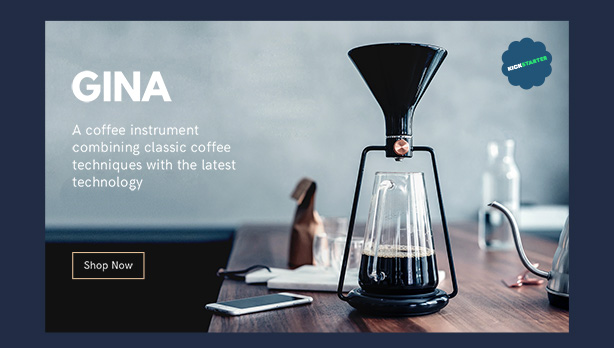 GINA
A coffee instrument
combining classic coffee
techniques with the latest
technology
Shop Now
KICKSTARTER